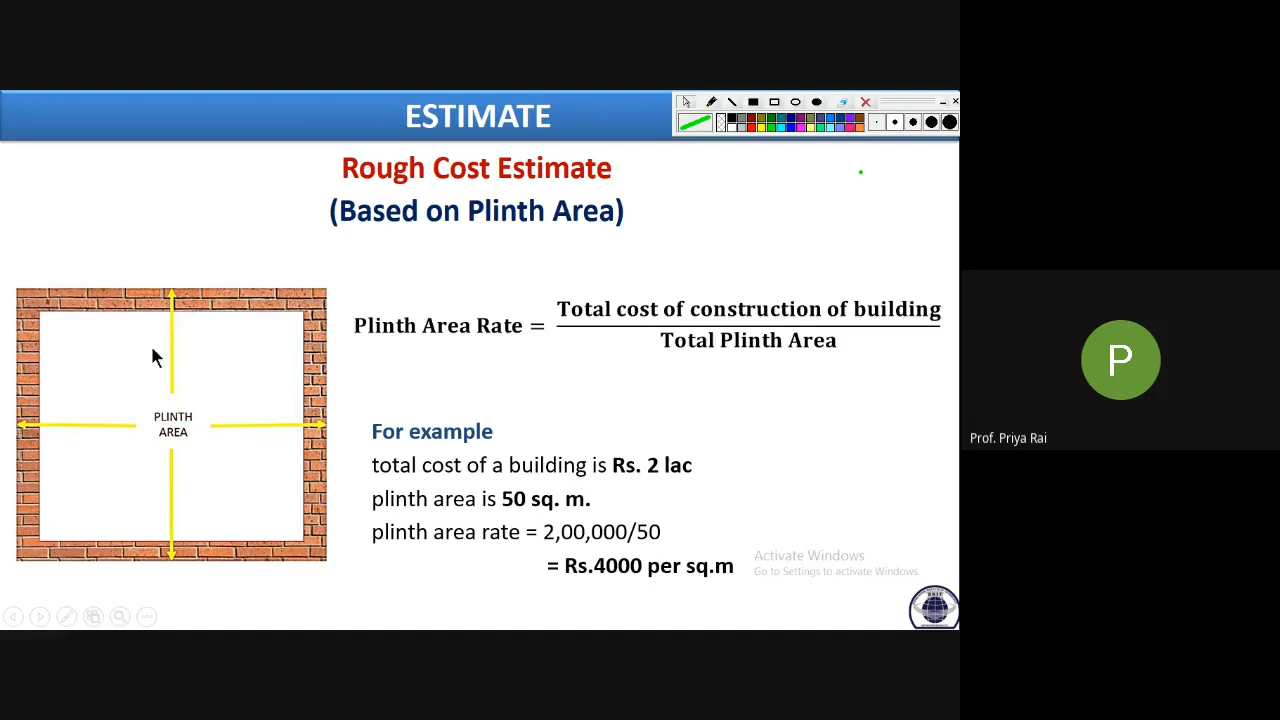 ESTIMATE
Rough Cost Estimate
(Based on Plinth Area)
Plinth Area Rate = Total cost of construction of building
Total Plinth Area
PLINTH
AREA
For example
total cost of a building is Rs. 2 lac
plinth area is 50 sq. m.
plinth area rate = 2,00,000/50
= Rs.4000 per sq.m
Activate Windows
Go to Settings to activate Windows.
P
Prof. Priya Rai